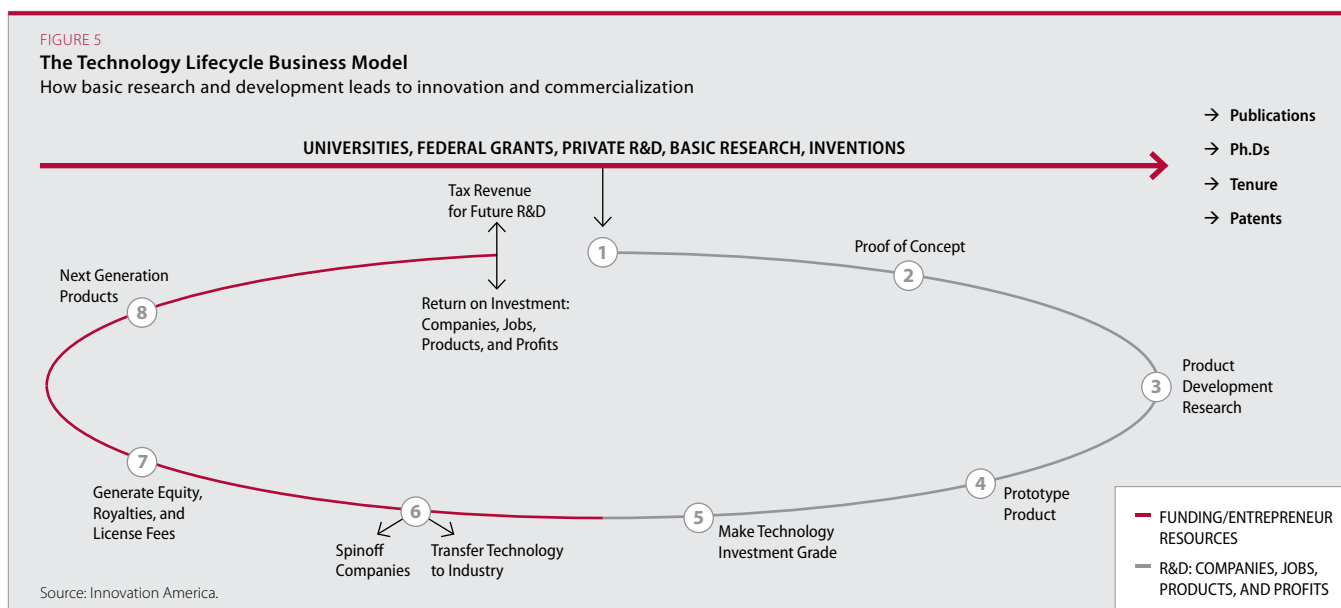 FIGURE 5
The Technology Lifecycle Business Model
How basic research and development leads to innovation and commercialization
UNIVERSITIES, FEDERAL GRANTS, PRIVATE R&D, BASIC RESEARCH, INVENTIONS
→ Publications
→ Ph.Ds
→ Tenure
→ Patents
Tax Revenue
for Future R&D
Return on Investment:
Companies, Jobs,
Products, and Profits
1
Proof of Concept
2
3
Product
Development
Research
4
Prototype
Product
5
Make Technology
Investment Grade
6
Spinoff
Companies
Transfer Technology
to Industry
7
Generate Equity,
Royalties, and
License Fees
Next Generation
Products
8
FUNDING/ENTREPRENEUR
RESOURCES
R&D: COMPANIES, JOBS,
PRODUCTS, AND PROFITS
Source: Innovation America.